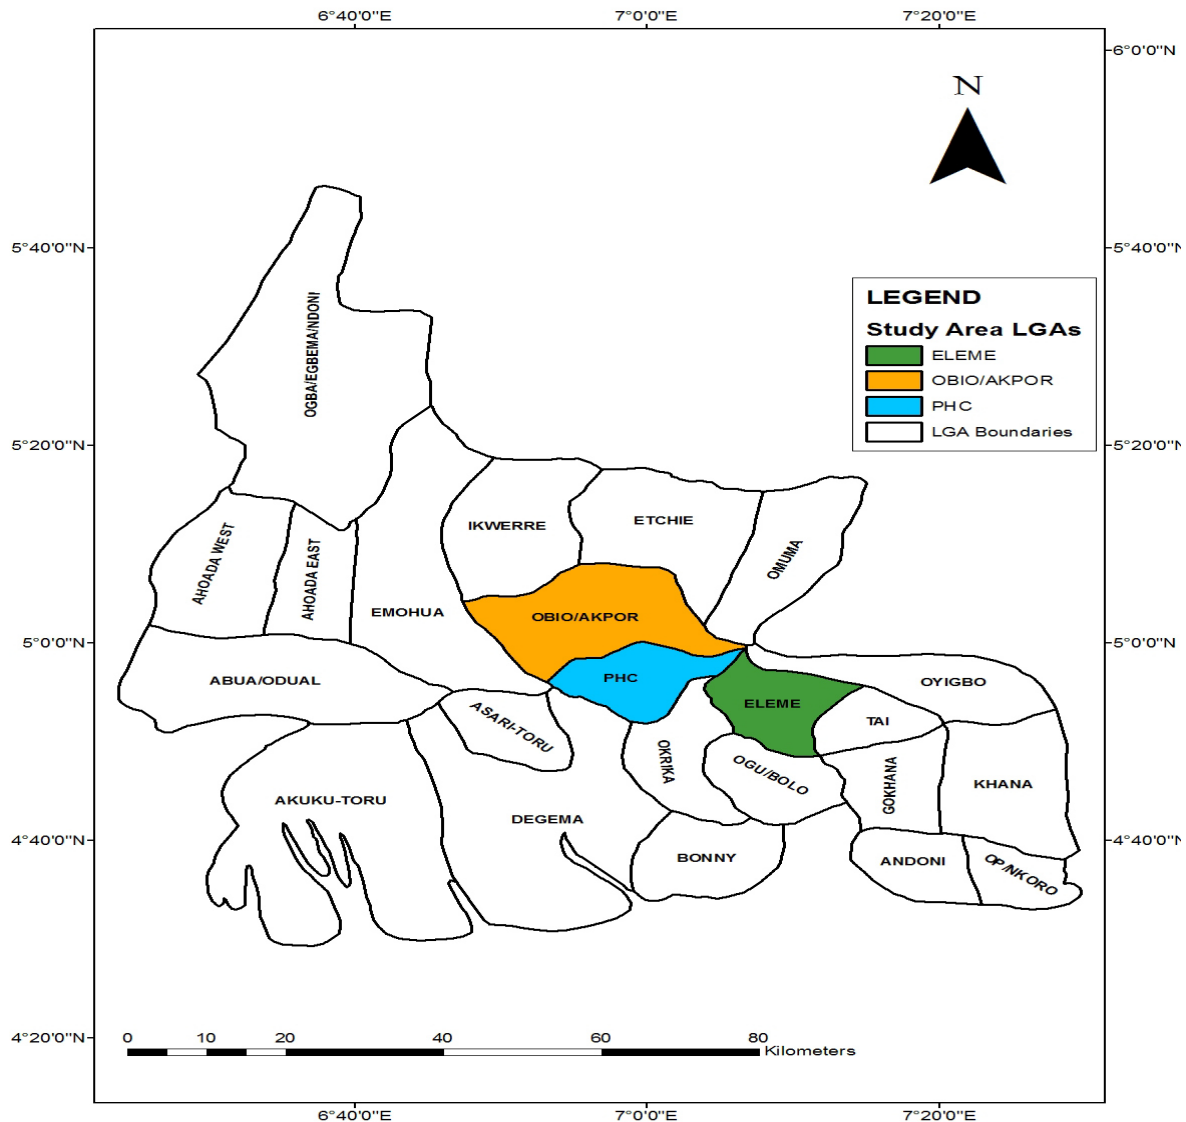 6°40'0"E 7°0'0"E 7°20'0"E
6°0'0"N
N
5°40'0"N 5°40'0"N
LEGEND
Study Area LGAs
ELEME
OBIO/AKPOR
PHC
LGA Boundaries
OGBA/EGBEMA/NDONI
5°20'0"N 5°20'0"N
IKWERRE
ETCHIE
OMUMA
AHOADA WEST
AHOADA EAST
EMOHUA
OBIO/AKPOR
5°0'0"N 5°0'0"N
ABUA/ODUAL
PHC
OYIGBO
ELEME
TAI
ASARI-TORU
OKRIKA
OGU/BOLO
GOKHANA
KHANA
AKUKU-TORU
DEGEMA
4°40'0"N 4°40'0"N
BONNY
ANDONI
OP/NKORO
4°20'0"N 4°20'0"N
0 10 20 40 60 80
Kilometers
6°40'0"E 7°0'0"E 7°20'0"E